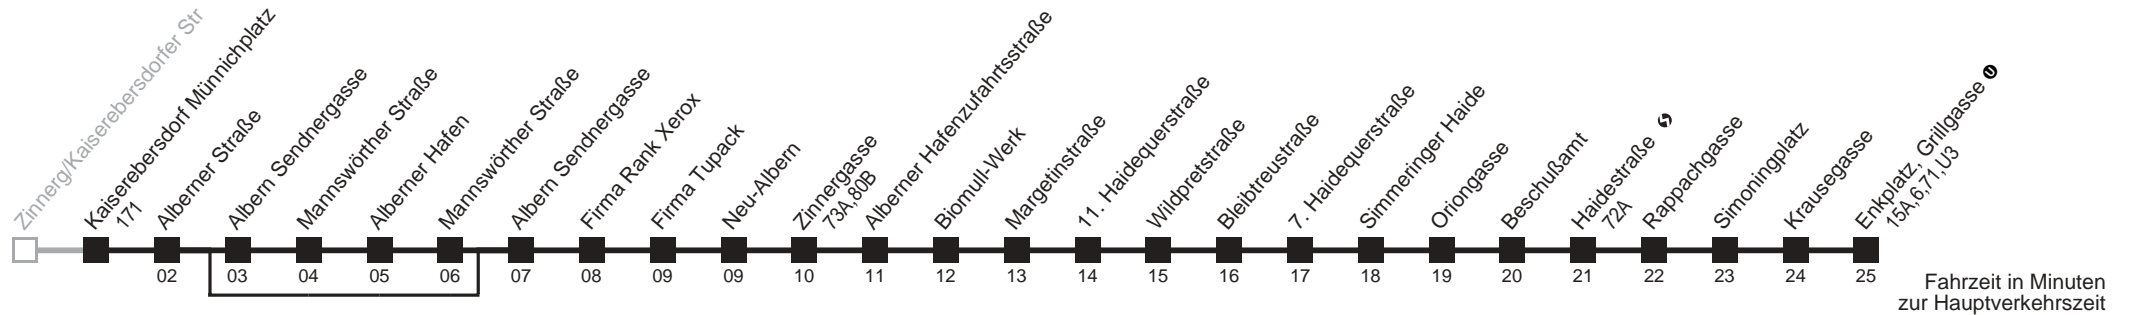 Zinnerg/Kaiserebersdorfer Str
Kaiserebersdorf Münnichplatz
171
Alberner Straße
Albern Sendnergasse
Mannswörther Straße
Alberner Hafen
Mannswörther Straße
Albern Sendnergasse
Firma Rank Xerox
Firma Tupack
Neu-Albern
Zinnergasse
73A,80B
Alberner Hafenzufahrtsstraße
Biomull-Werk
Margetinstraße
11. Haidequerstraße
Wildpretstraße
Bleibtreustraße
7. Haidequerstraße
Simmeringer Haide
Oriongasse
Beschußamt
Haidestraße
72A
Rappachgasse
Simoningplatz
Krausegasse
Enkplatz, Grillgasse U
15A,6,71,U3
02 03 04 05 06 07 08 09 09 10 11 12 13 14 15 16 17 18 19 20 21 22 23 24 25
Fahrzeit in Minuten
zur Hauptverkehrszeit